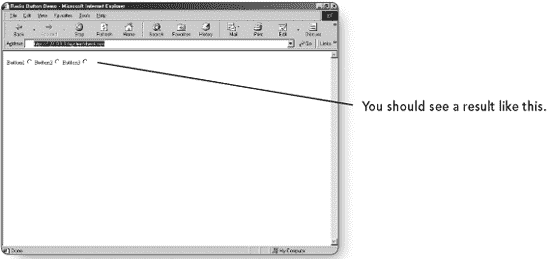 Radio Button Demo - Microsoft Internet Explorer
File Edit View Favorites Tools Help
Back Stop Refresh Home Search Favorites History Mail Print Edit Discuss
Address Go Links
Button1 Button2 Button3
You should see a result like this.
Done My Computer